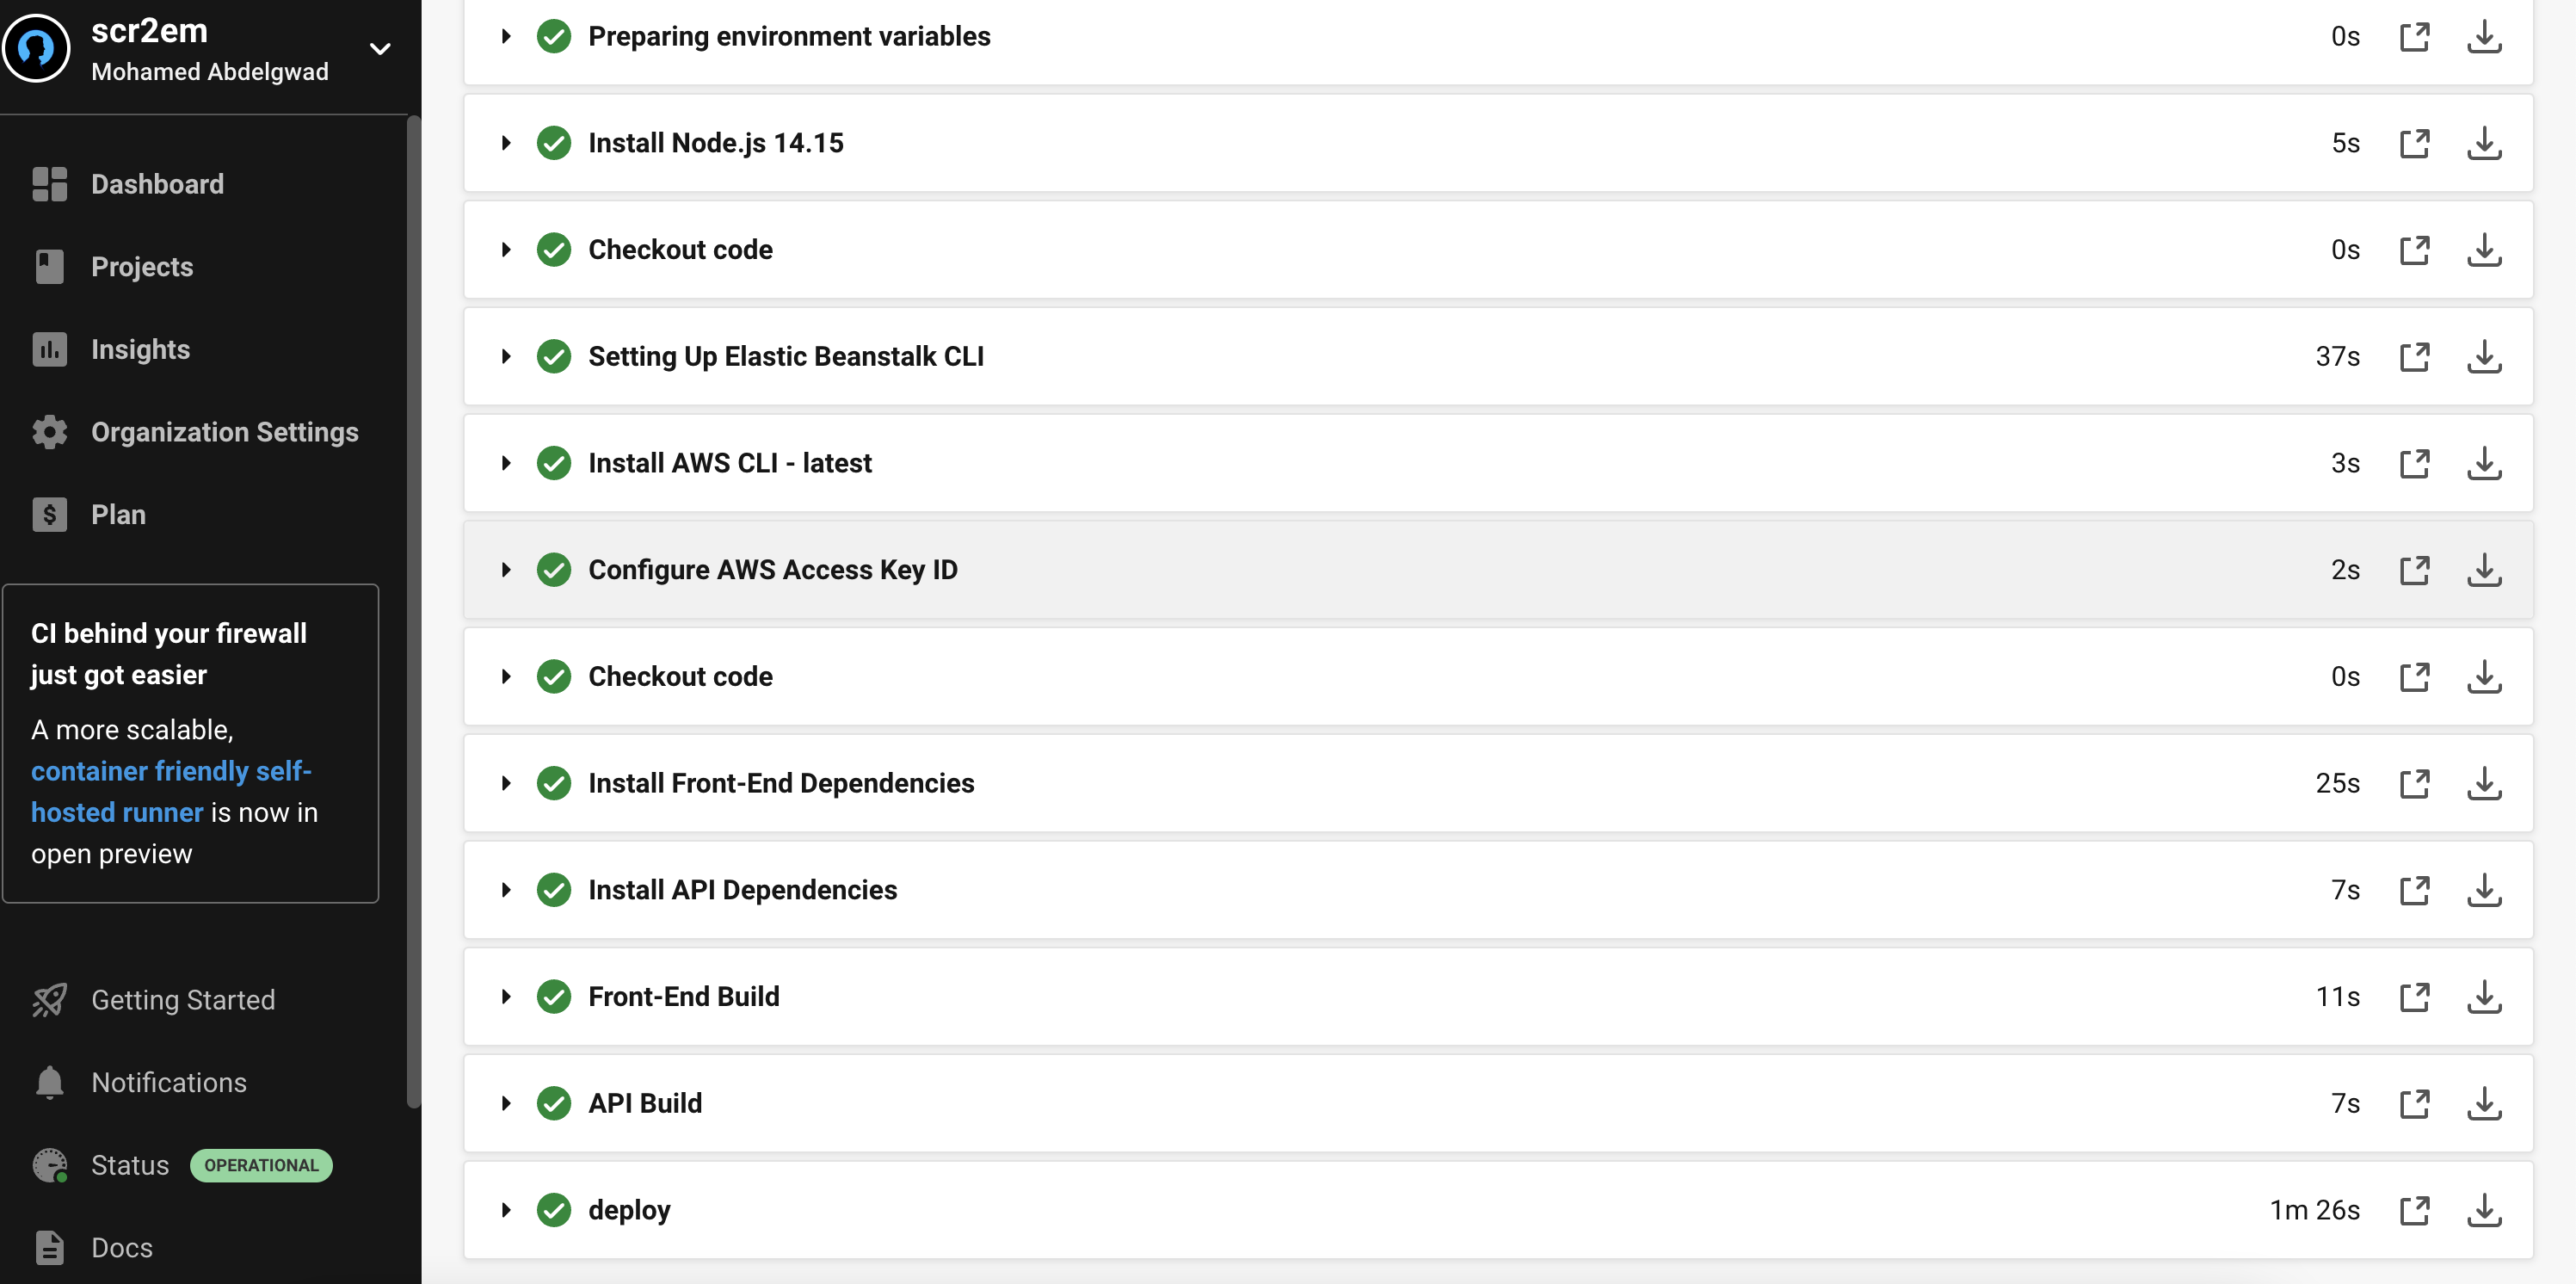 scr2em
Mohamed Abdelgwad
Dashboard
Projects
Insights
Organization Settings
Plan
CI behind your firewall
just got easier
A more scalable,
container friendly self-
hosted runner is now in
open preview
Getting Started
Notifications
Status OPERATIONAL
Docs
Preparing environment variables 0s
Install Node.js 14.15 5s
Checkout code 0s
Setting Up Elastic Beanstalk CLI 37s
Install AWS CLI - latest 3s
Configure AWS Access Key ID 2s
Checkout code 0s
Install Front-End Dependencies 25s
Install API Dependencies 7s
Front-End Build 11s
API Build 7s
deploy 1m 26s